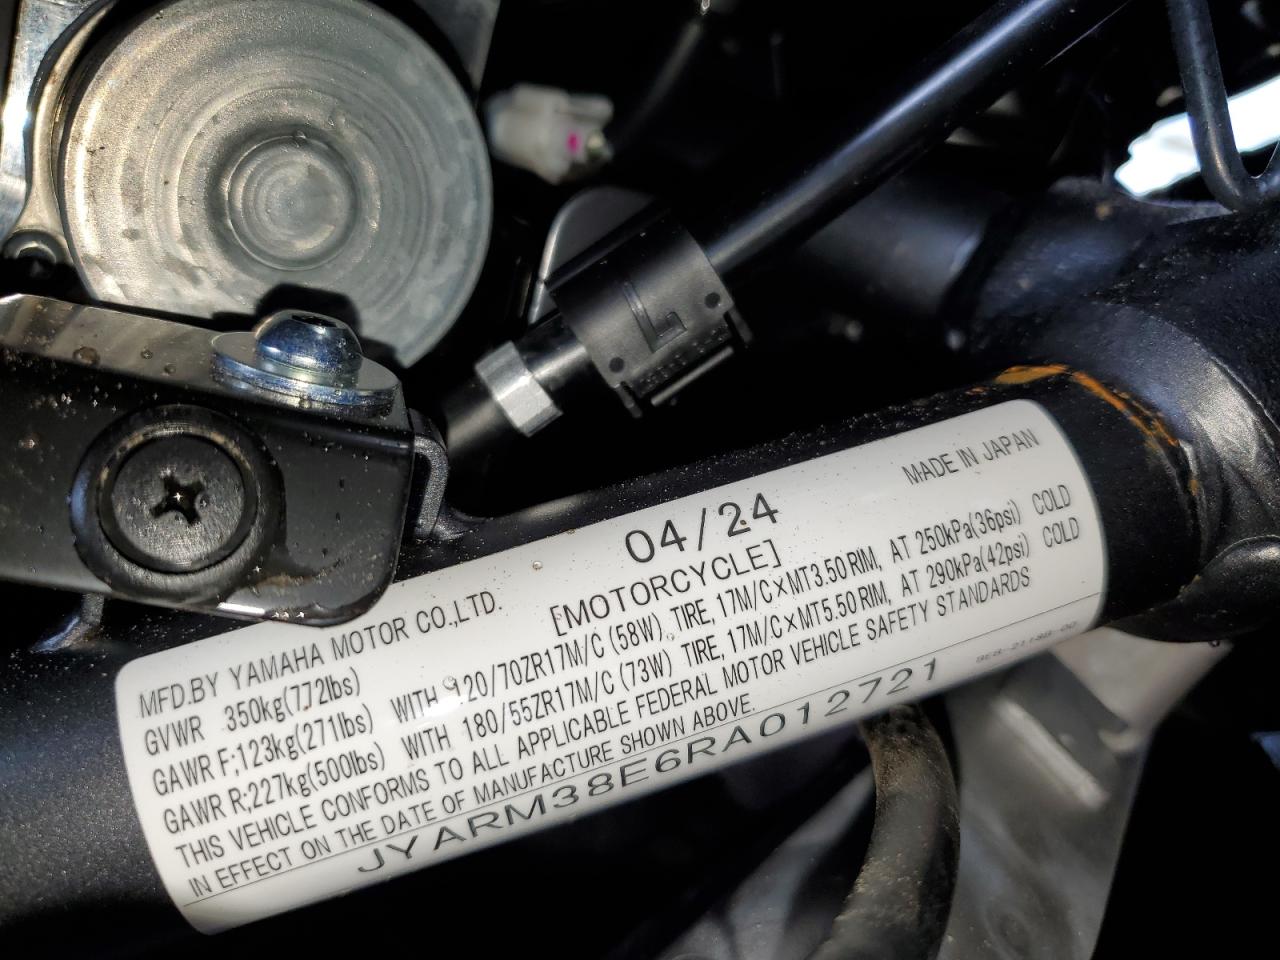 L
04/24
MADE IN JAPAN
MFD.BY YAMAHA MOTOR CO.,LTD.
[MOTORCYCLE]
GVWR 350kg(772lbs)
GAWR F;123kg(271lbs) WITH 120/70ZR17M/C (58W) TIRE, 17M/C×MT3.50 RIM, AT 250kPa(36psi) COLD
GAWR R;227kg(500lbs) WITH 180/55ZR17M/C (73W) TIRE, 17M/C×MT5.50 RIM, AT 290kPa(42psi) COLD
THIS VEHICLE CONFORMS TO ALL APPLICABLE FEDERAL MOTOR VEHICLE SAFETY STANDARDS
IN EFFECT ON THE DATE OF MANUFACTURE SHOWN ABOVE.
JYARM38E6RA012721